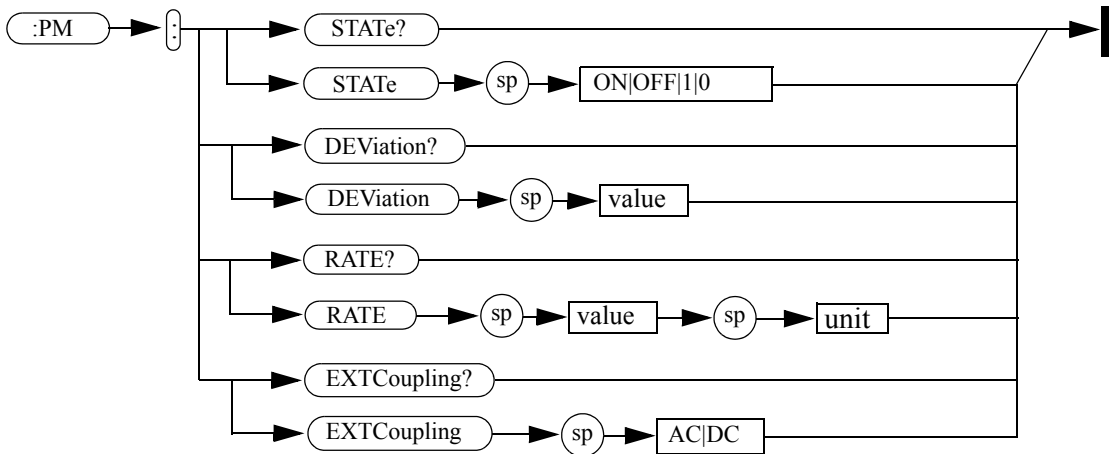 :PM : STATe?
STATe sp ON|OFF|1|0
DEViation?
DEViation sp value
RATE?
RATE sp value sp unit
EXTCoupling?
EXTCoupling sp AC|DC